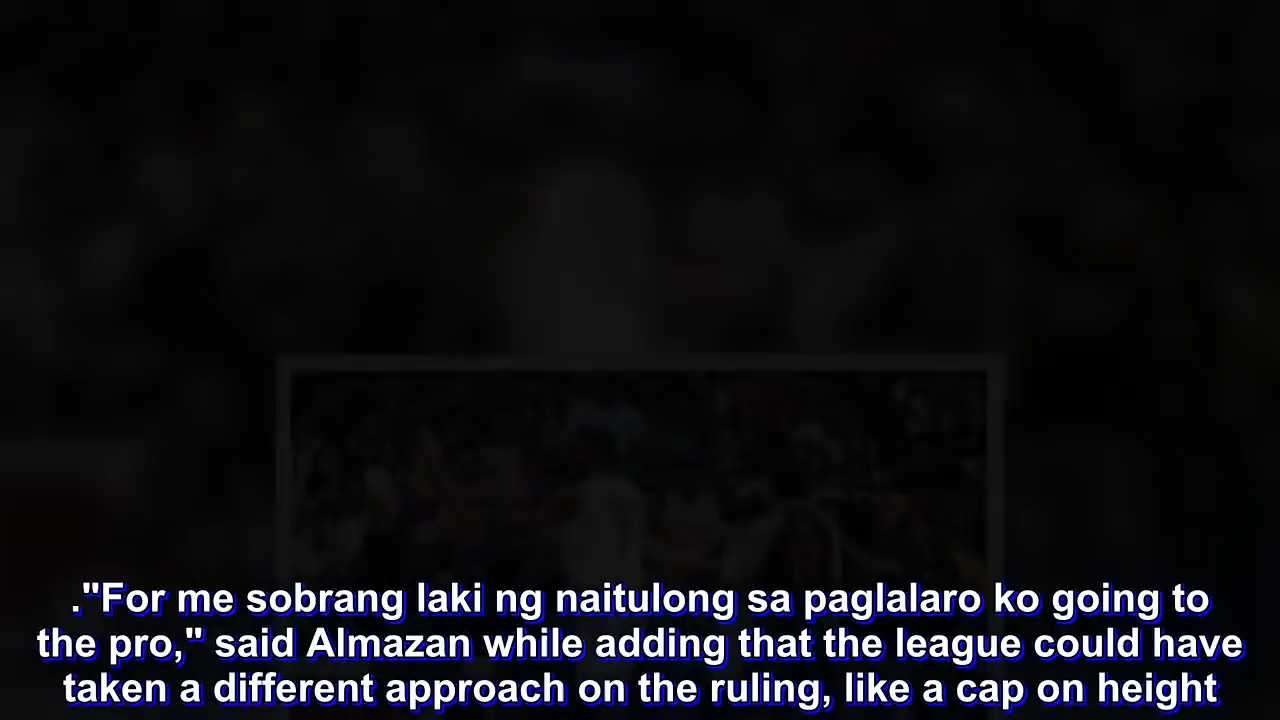 ."For me sobrang laki ng naitulong sa paglalaro ko going to
the pro," said Almazan while adding that the league could have
taken a different approach on the ruling, like a cap on height